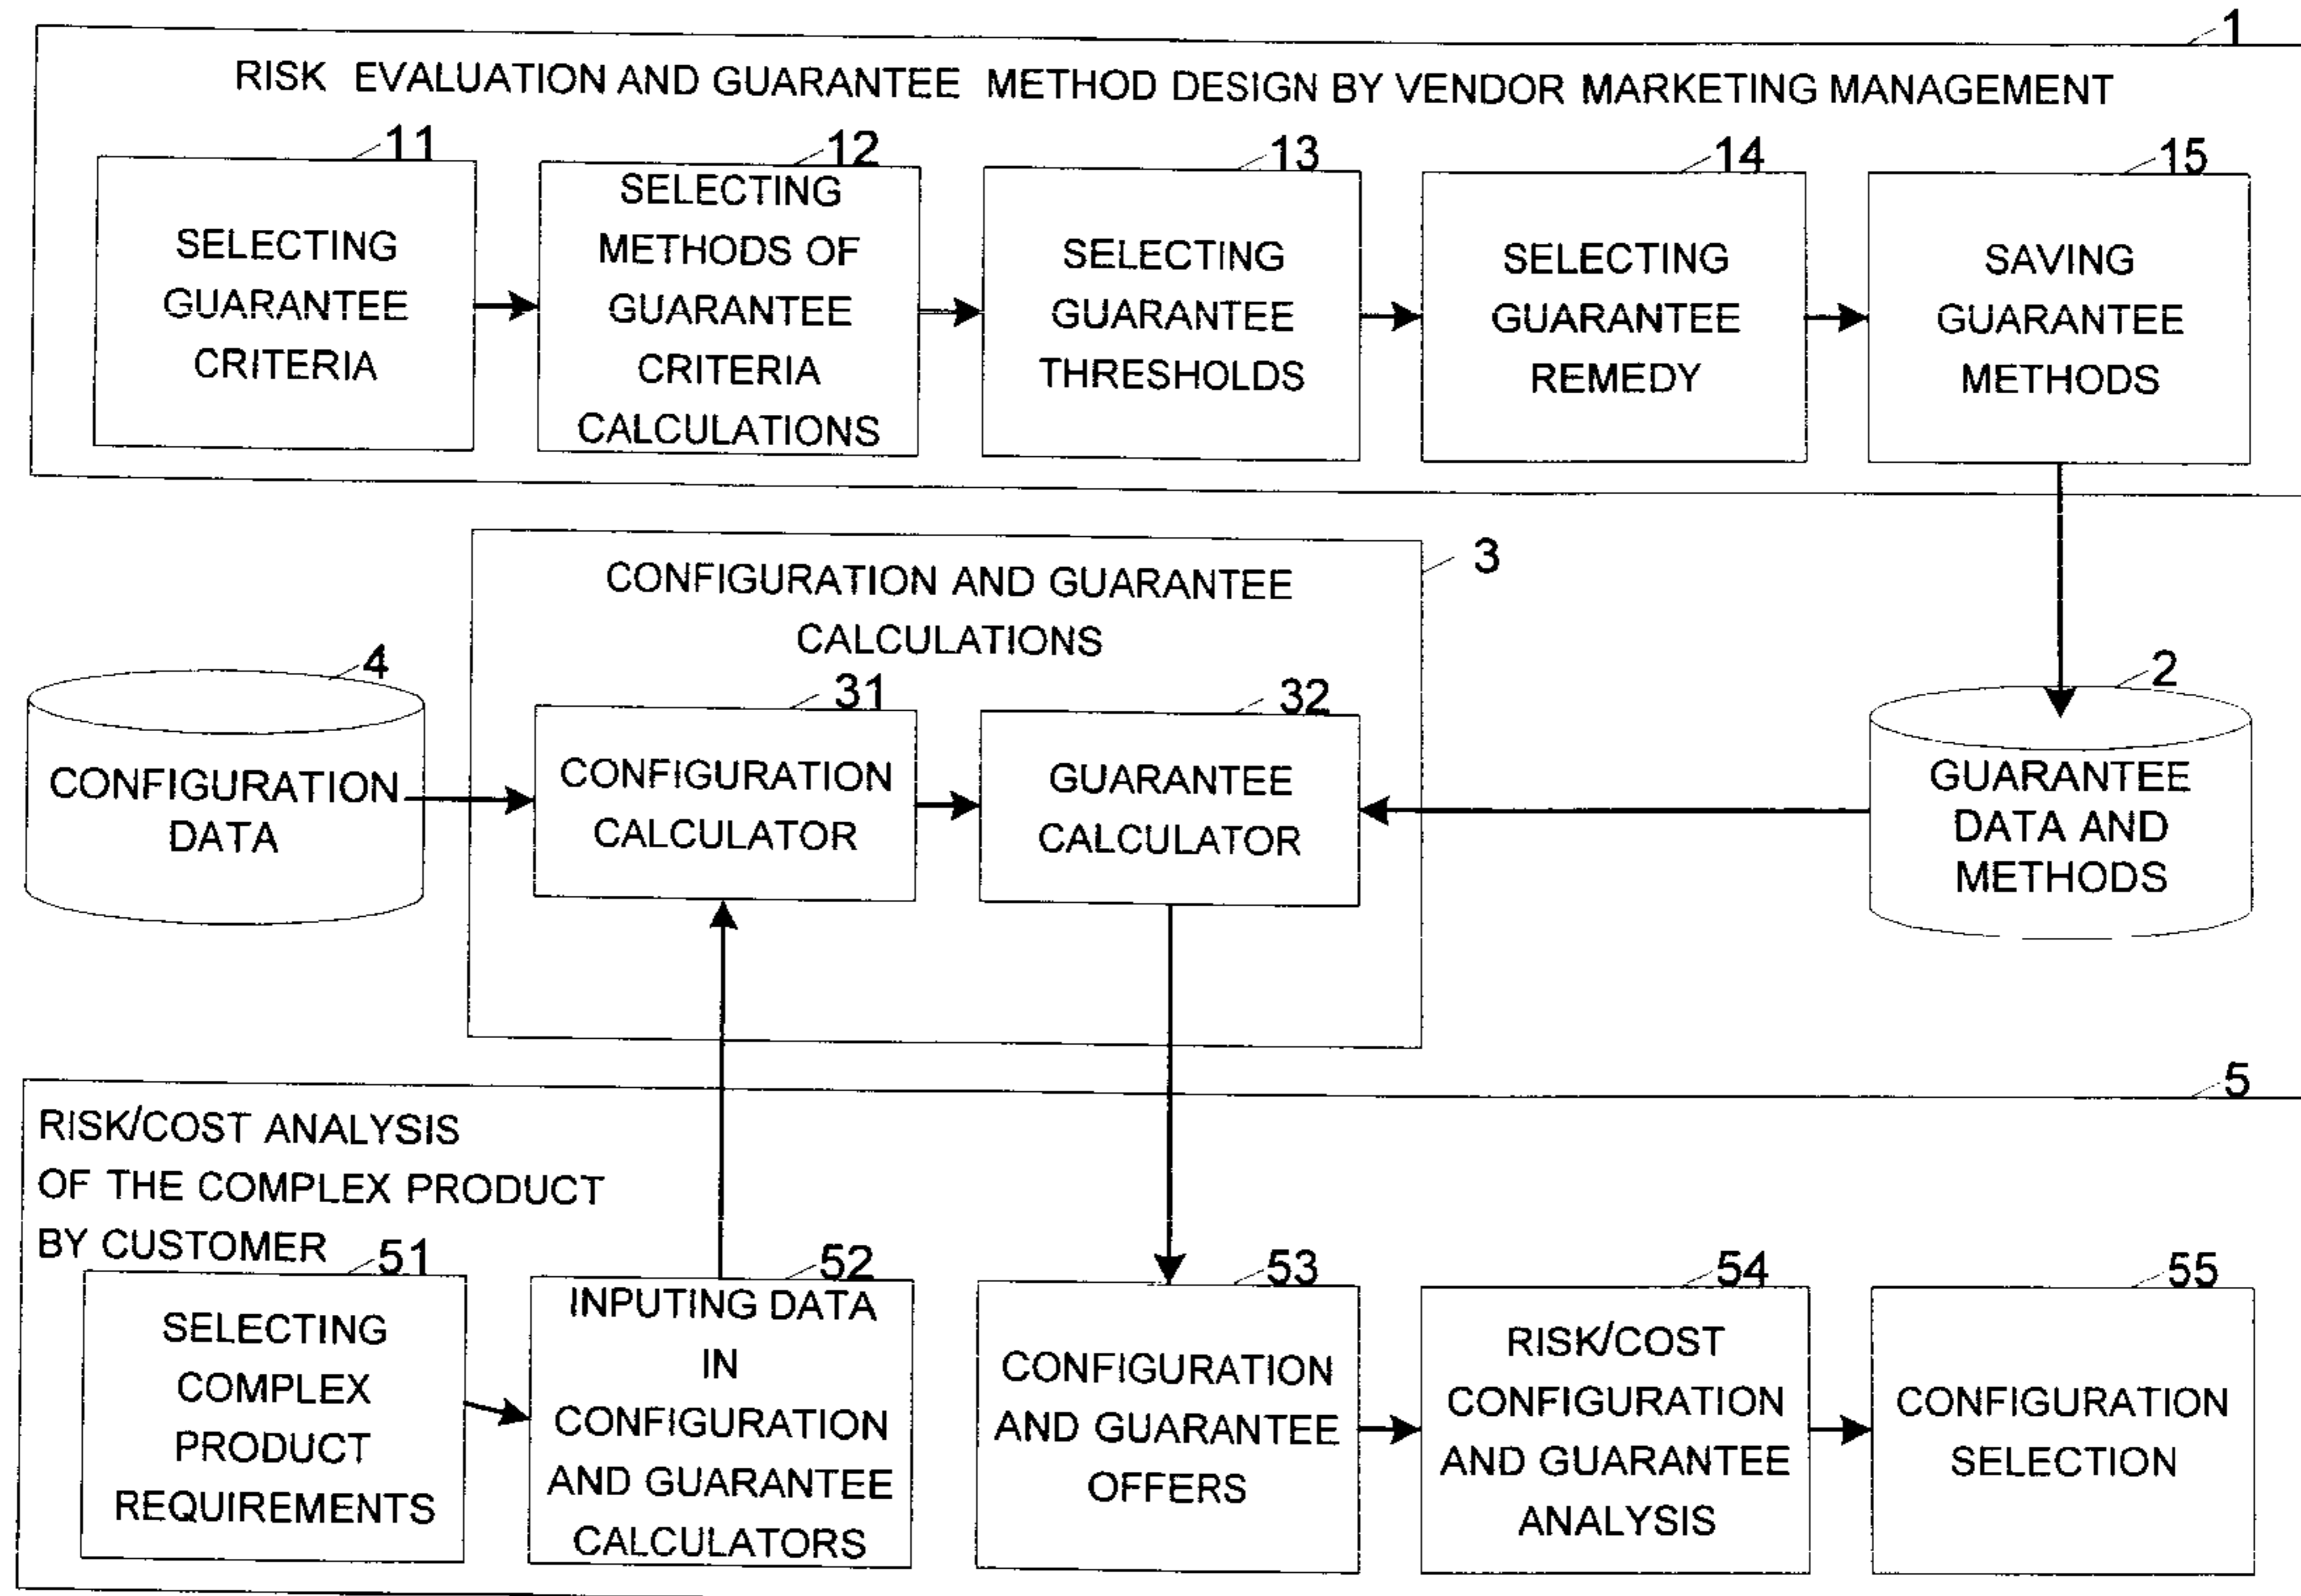 1
RISK EVALUATION AND GUARANTEE METHOD DESIGN BY VENDOR MARKETING MANAGEMENT
11
SELECTING
GUARANTEE
CRITERIA
12
SELECTING
METHODS OF
GUARANTEE
CRITERIA
CALCULATIONS
13
SELECTING
GUARANTEE
THRESHOLDS
14
SELECTING
GUARANTEE
REMEDY
15
SAVING
GUARANTEE
METHODS
3
CONFIGURATION AND GUARANTEE
CALCULATIONS
4
CONFIGURATION
DATA
31
CONFIGURATION
CALCULATOR
32
GUARANTEE
CALCULATOR
2
GUARANTEE
DATA AND
METHODS
5
RISK/COST ANALYSIS
OF THE COMPLEX PRODUCT
BY CUSTOMER
51
SELECTING
COMPLEX
PRODUCT
REQUIREMENTS
52
INPUTING DATA
IN
CONFIGURATION
AND GUARANTEE
CALCULATORS
53
CONFIGURATION
AND GUARANTEE
OFFERS
54
RISK/COST
CONFIGURATION
AND GUARANTEE
ANALYSIS
55
CONFIGURATION
SELECTION